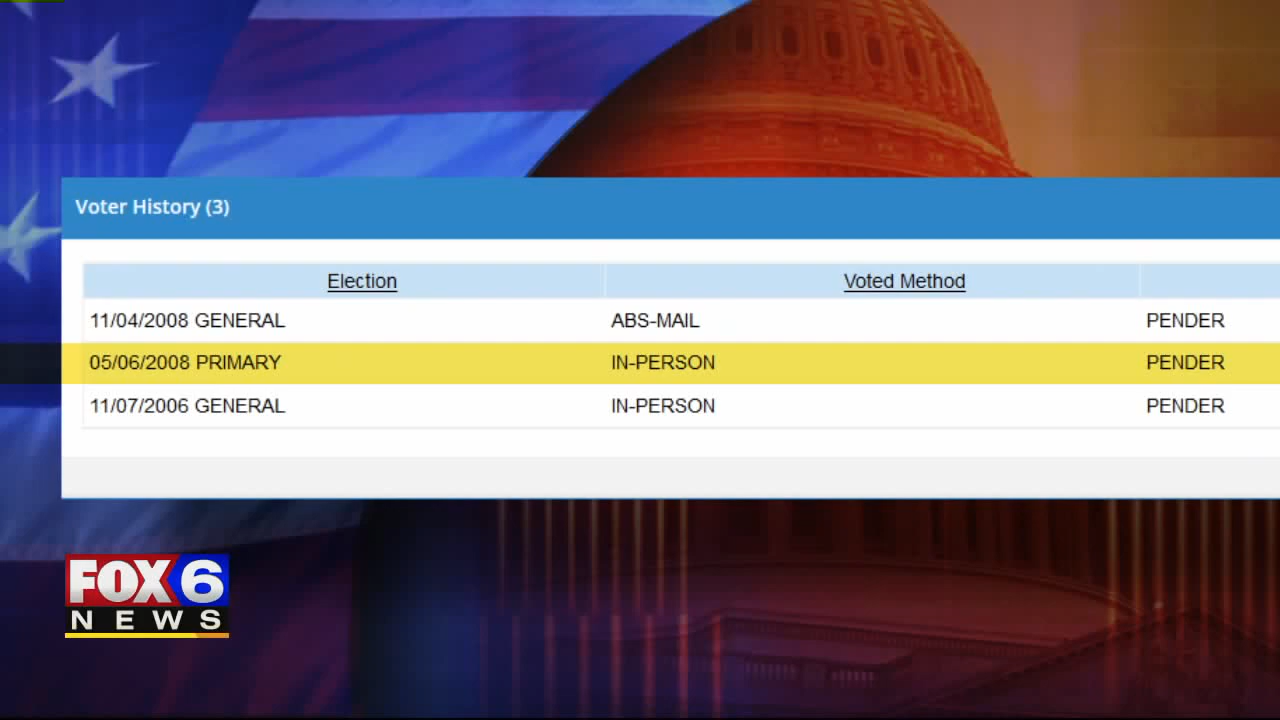 Voter History (3)
Election Voted Method
11/04/2008 GENERAL ABS-MAIL PENDER
05/06/2008 PRIMARY IN-PERSON PENDER
11/07/2006 GENERAL IN-PERSON PENDER
FOX 6
NEWS